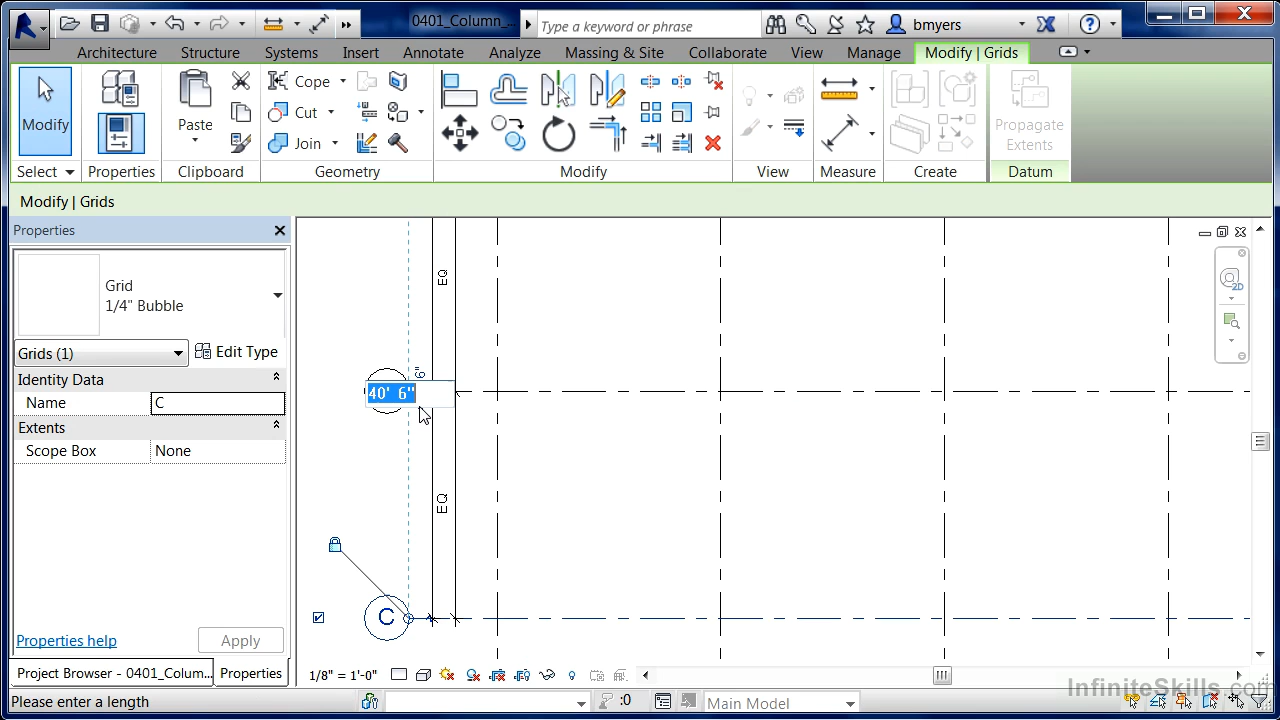 0401_Column_...
Type a keyword or phrase
bmyers
Architecture Structure Systems Insert Annotate Analyze Massing & Site Collaborate View Manage Modify | Grids
Modify
Cope
Cut
Join
Paste
Propagate Extents
Select Properties Clipboard Geometry Modify View Measure Create Datum
Modify | Grids
Properties
Grid
1/4" Bubble
Grids (1)
Edit Type
Identity Data
Name C
Extents
Scope Box None
EQ
6"
40' 6"
EQ
C
2D
Properties help
Apply
Project Browser - 0401_Colum...
Properties
1/8" = 1'-0"
Please enter a length
:0
Main Model
InfiniteSkills.com